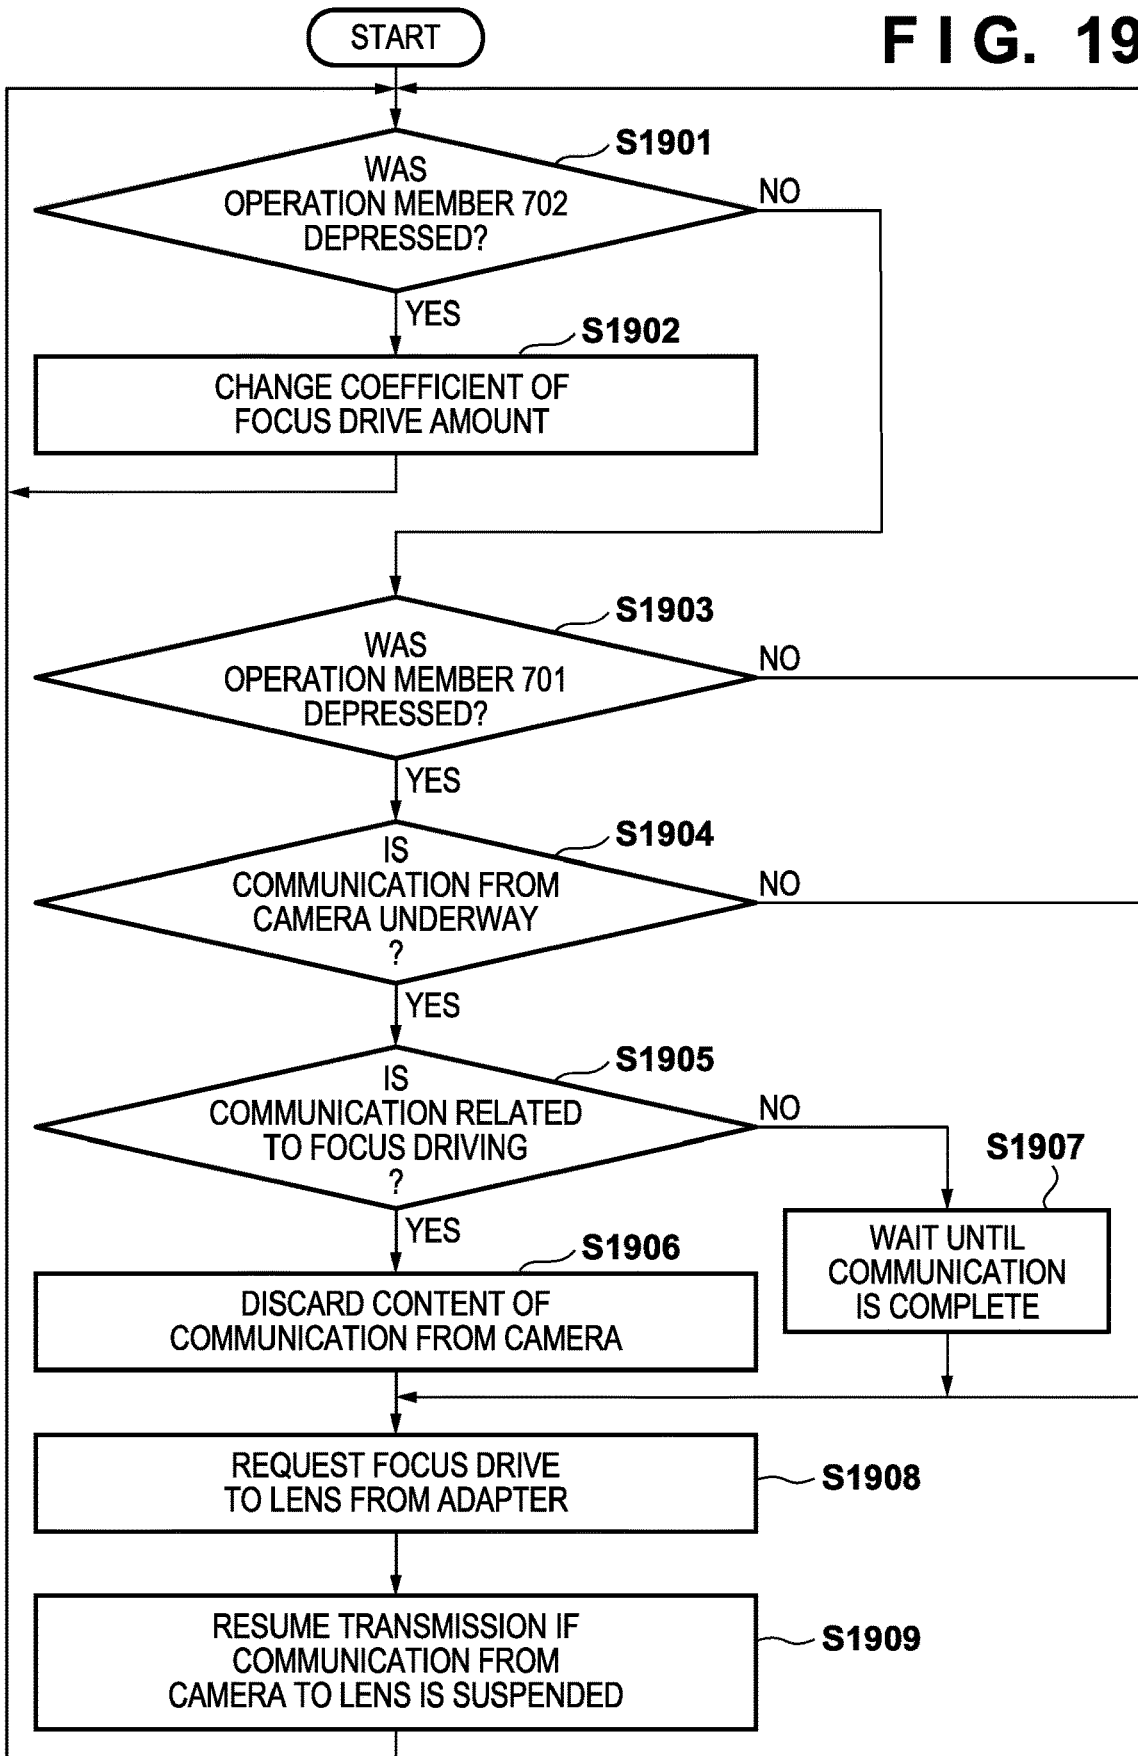 START
F I G. 19
S1901
WAS
OPERATION MEMBER 702
DEPRESSED?
NO
YES
S1902
CHANGE COEFFICIENT OF
FOCUS DRIVE AMOUNT
S1903
WAS
OPERATION MEMBER 701
DEPRESSED?
NO
YES
S1904
IS
COMMUNICATION FROM
CAMERA UNDERWAY
?
NO
YES
S1905
IS
COMMUNICATION RELATED
TO FOCUS DRIVING
?
NO
YES
S1907
WAIT UNTIL
COMMUNICATION
IS COMPLETE
S1906
DISCARD CONTENT OF
COMMUNICATION FROM CAMERA
REQUEST FOCUS DRIVE
TO LENS FROM ADAPTER
S1908
RESUME TRANSMISSION IF
COMMUNICATION FROM
CAMERA TO LENS IS SUSPENDED
S1909